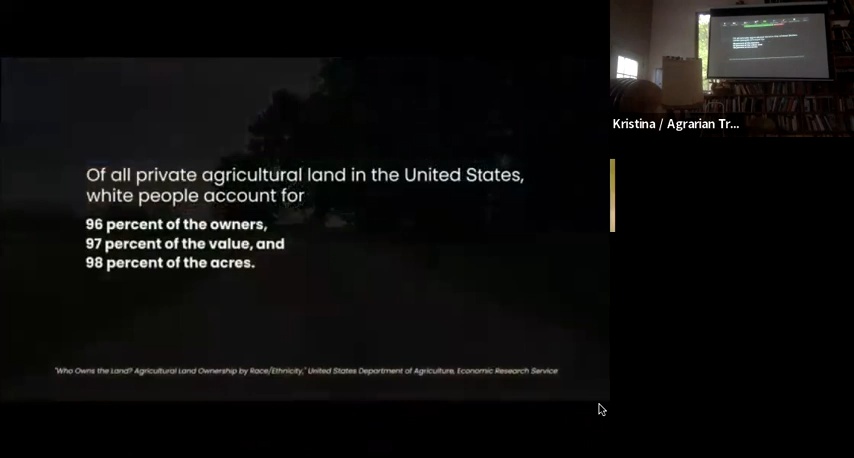 Of all private agricultural land in the United States,
white people account for
96 percent of the owners,
97 percent of the value, and
98 percent of the acres.
"Who Owns the Land? Agricultural Land Ownership by Race/Ethnicity," United States Department of Agriculture, Economic Research Service
Kristina / Agrarian Tr...